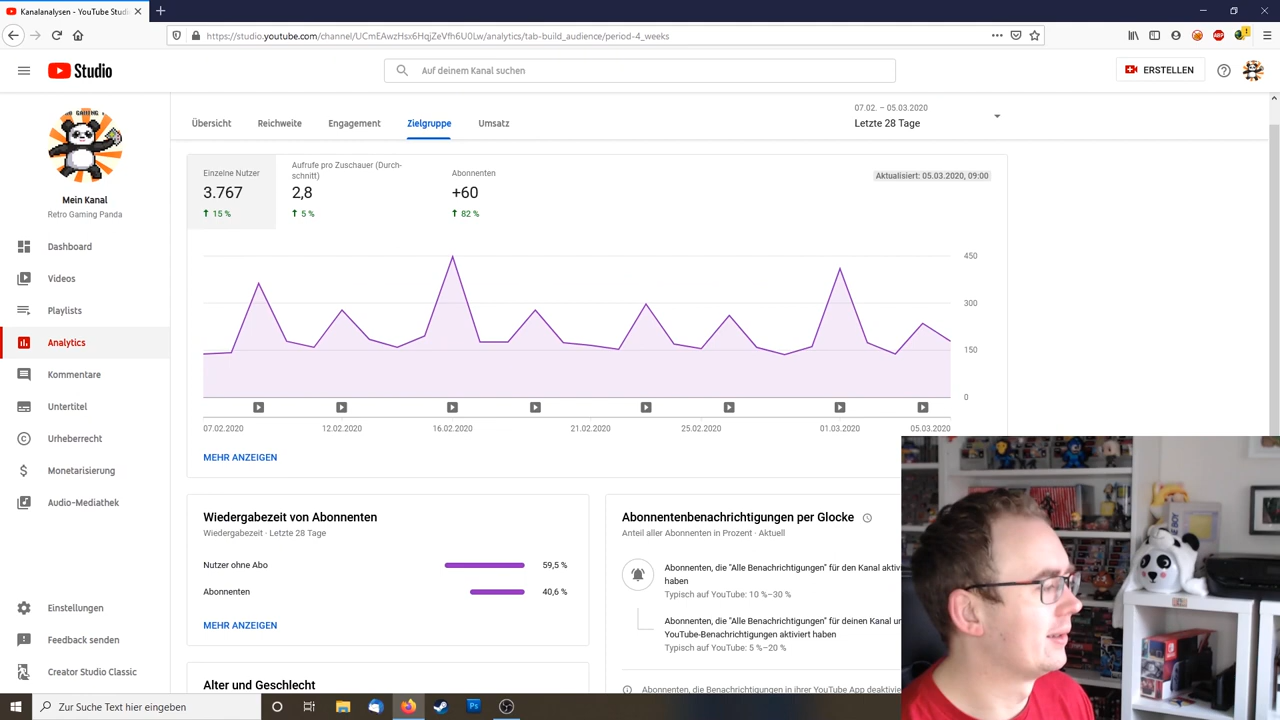 Kanalanalysen - YouTube Studi
https://studio.youtube.com/channel/UCmEAwzHsx6HqjZeVfh6U0Lw/analytics/tab-build_audience/period-4_weeks
ABP
Studio
Auf deinem Kanal suchen
ERSTELLEN
GAMING
Mein Kanal
Retro Gaming Panda
Dashboard
Videos
Playlists
Analytics
Kommentare
Untertitel
Urheberrecht
Monetarisierung
Audio-Mediathek
Einstellungen
Feedback senden
Creator Studio Classic
Übersicht
Reichweite
Engagement
Zielgruppe
Umsatz
07.02. – 05.03.2020
Letzte 28 Tage
Einzelne Nutzer
3.767
15 %
Aufrufe pro Zuschauer (Durch-
schnitt)
2,8
5 %
Abonnenten
+60
82 %
Aktualisiert: 05.03.2020, 09:00
450
300
150
0
07.02.2020
12.02.2020
16.02.2020
21.02.2020
25.02.2020
01.03.2020
05.03.2020
MEHR ANZEIGEN
Wiedergabezeit von Abonnenten
Wiedergabezeit · Letzte 28 Tage
Nutzer ohne Abo 59,5 %
Abonnenten 40,6 %
MEHR ANZEIGEN
Alter und Geschlecht
Abonnentenbenachrichtigungen per Glocke
Anteil aller Abonnenten in Prozent · Aktuell
Abonnenten, die "Alle Benachrichtigungen" für den Kanal aktiv
haben
Typisch auf YouTube: 10 %–30 %
Abonnenten, die "Alle Benachrichtigungen" für deinen Kanal un
YouTube-Benachrichtigungen aktiviert haben
Typisch auf YouTube: 5 %–20 %
Abonnenten, die Benachrichtigungen in ihrer YouTube App deaktivie
Zur Suche Text hier eingeben
Ps